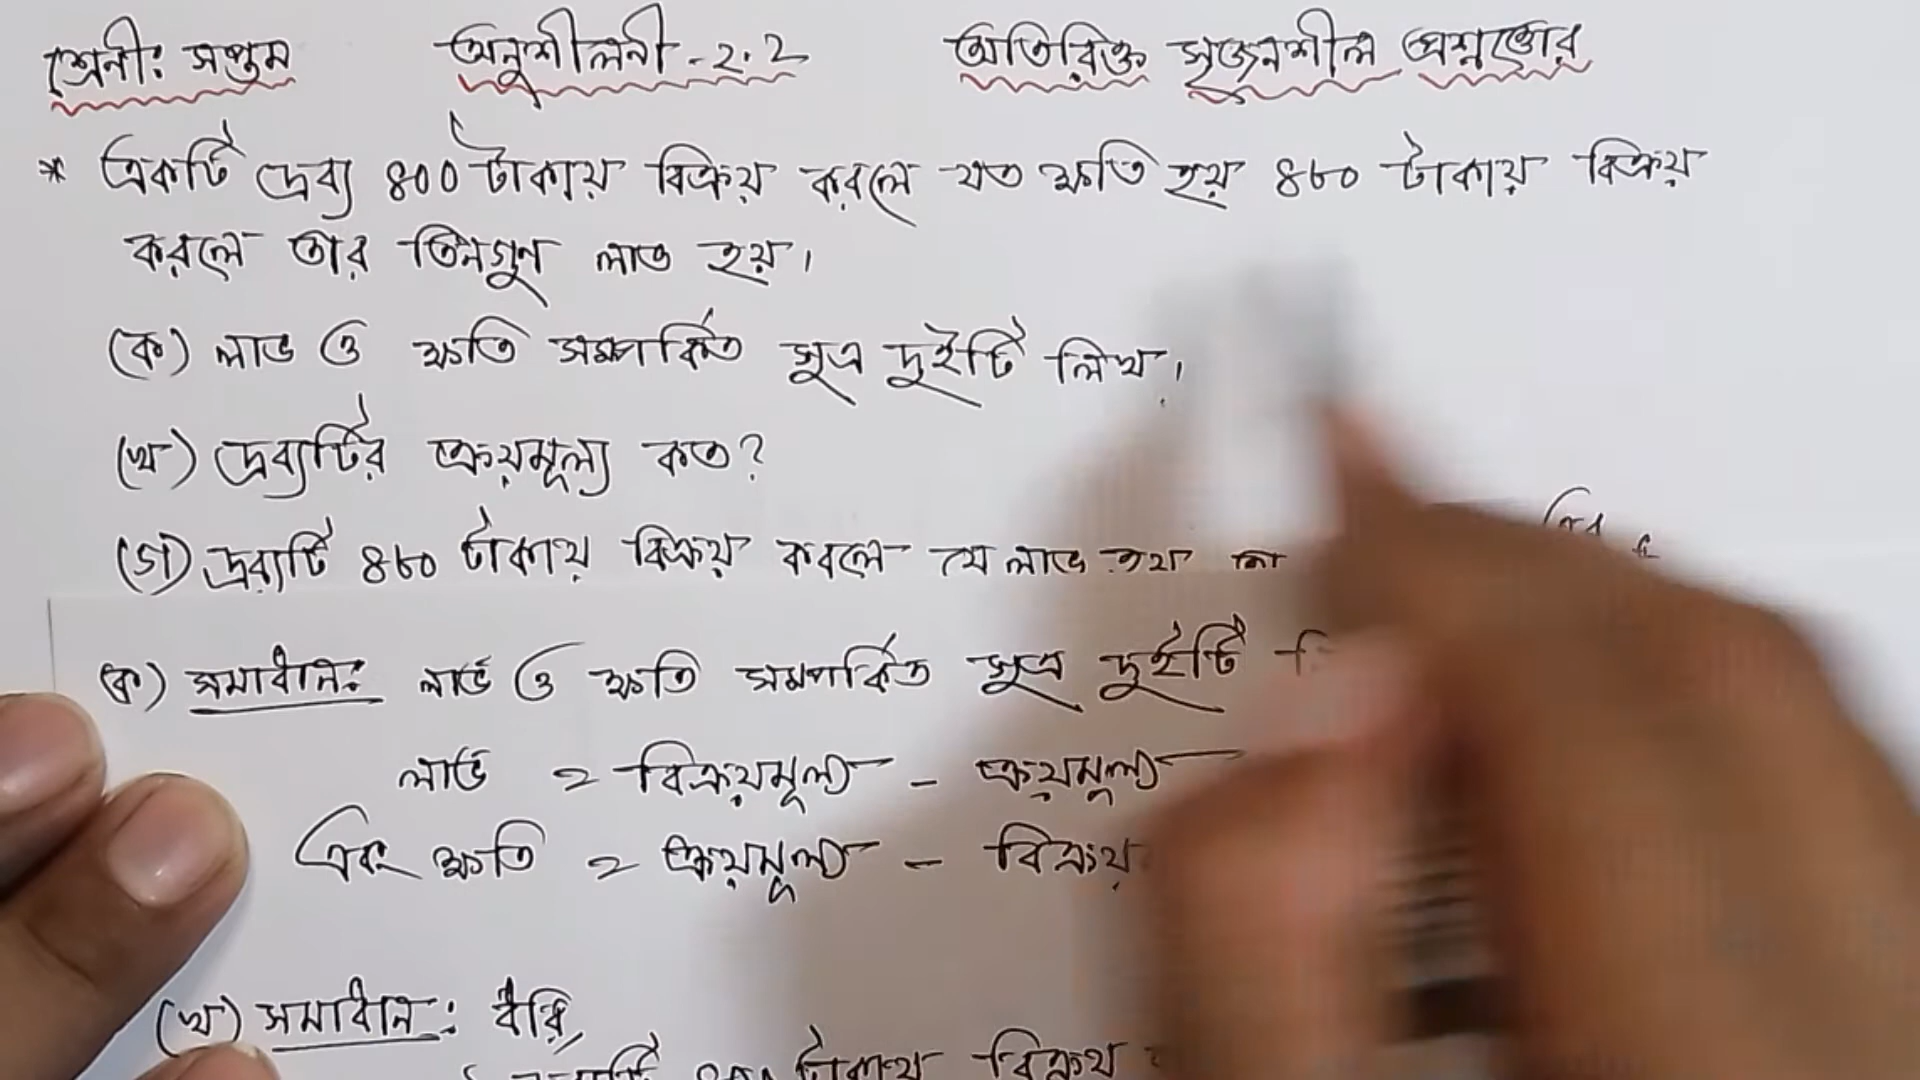 শ্রেনী: সপ্তম অনুশীলনী-২.২ অতিরিক্ত সৃজনশীল প্রশ্নত্তোর
* একটি দ্রব্য ৪০০ টাকায় বিক্রয় করলে যত ক্ষতি হয় ৪৮০ টাকায় বিক্রয়
করলে তার তিনগুন লাভ হয়।
(ক) লাভ ও ক্ষতি সম্পর্কিত সুত্র দুইটি লিখ।
(খ) দ্রব্যটির ক্রয়মূল্য কত?
(গ) দ্রব্যটি ৪৮০ টাকায় বিক্রয় করলে যে লাভ হয়
(ক) সমাধান: লাভ ও ক্ষতি সম্পর্কিত সুত্র দুইটি
লাভ = বিক্রয়মূল্য - ক্রয়মূল্য
এবং ক্ষতি = ক্রয়মূল্য - বিক্রয়
(খ) সমাধান: ধরি,
টাকায় বিক্রয়